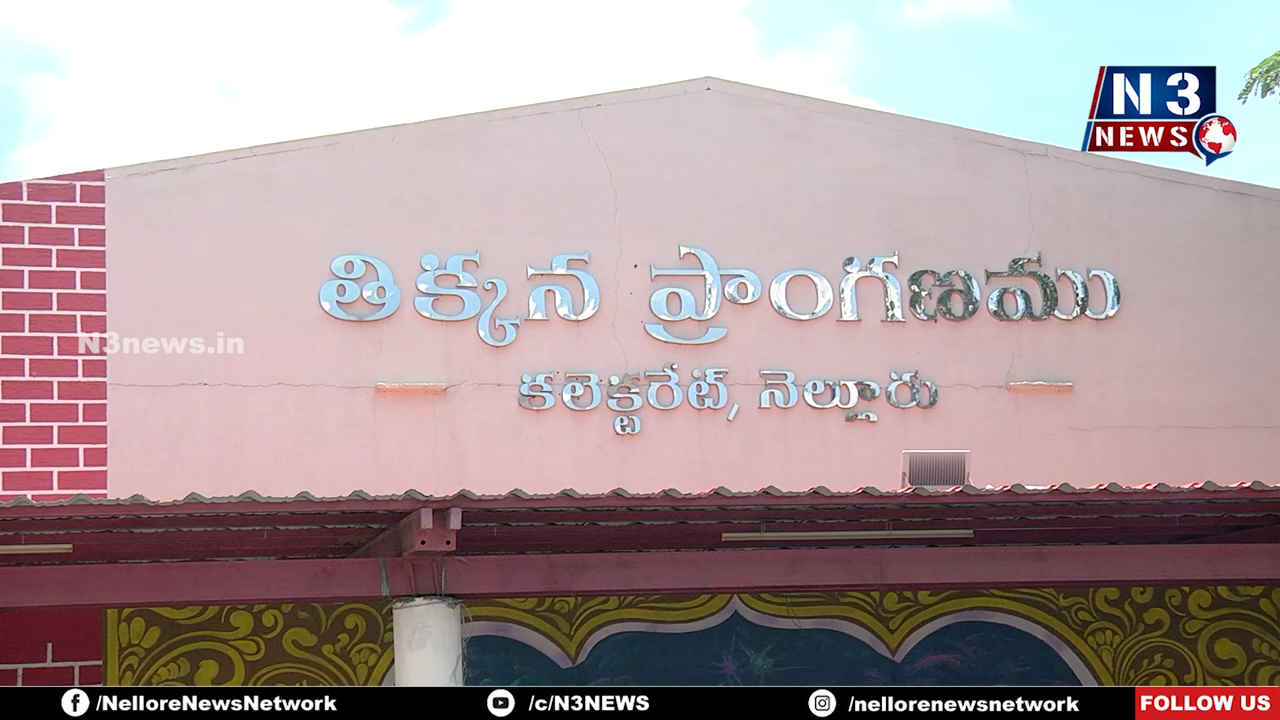 N3
NEWS
తిక్కన ప్రాంగణము
N3news.in
కలెక్టరేట్, నెల్లూరు
/NelloreNewsNetwork
/c/N3NEWS
/nellorenewsnetwork
FOLLOW US